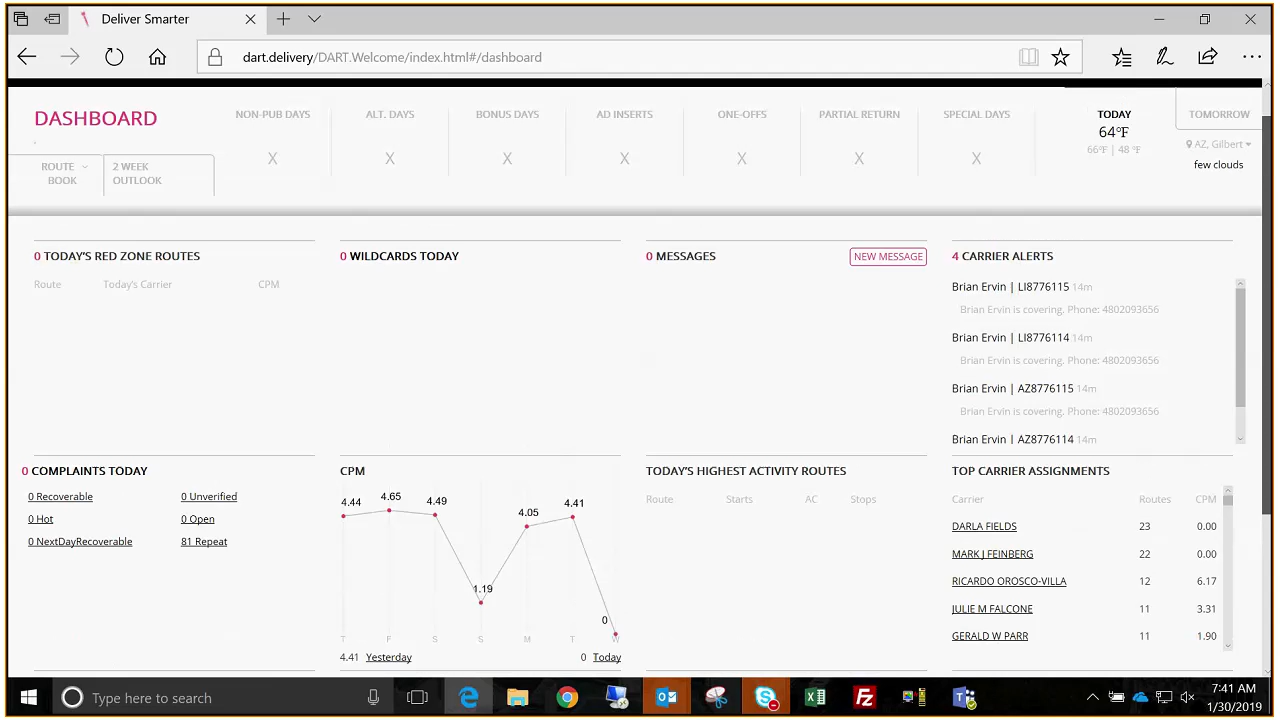 Deliver Smarter
dart.delivery/DART.Welcome/index.html#/dashboard
DASHBOARD
NON-PUB DAYS
ALT. DAYS
BONUS DAYS
AD INSERTS
ONE-OFFS
PARTIAL RETURN
SPECIAL DAYS
X
X
X
X
X
X
X
TODAY
64°F
66°F | 48 °F
TOMORROW
AZ, Gilbert
few clouds
ROUTE
BOOK
2 WEEK
OUTLOOK
0 TODAY'S RED ZONE ROUTES
Route Today's Carrier CPM
0 WILDCARDS TODAY
0 MESSAGES
NEW MESSAGE
4 CARRIER ALERTS
Brian Ervin | LI8776115 14m
Brian Ervin is covering. Phone: 4802093656
Brian Ervin | LI8776114 14m
Brian Ervin is covering. Phone: 4802093656
Brian Ervin | AZ8776115 14m
Brian Ervin is covering. Phone: 4802093656
Brian Ervin | AZ8776114 14m
0 COMPLAINTS TODAY
0 Recoverable 0 Unverified
0 Hot 0 Open
0 NextDayRecoverable 81 Repeat
CPM
4.44 4.65 4.49 1.19 4.05 4.41 0
T F S S M T W
4.41 Yesterday 0 Today
TODAY'S HIGHEST ACTIVITY ROUTES
Route Starts AC Stops
TOP CARRIER ASSIGNMENTS
Carrier Routes CPM
DARLA FIELDS 23 0.00
MARK J FEINBERG 22 0.00
RICARDO OROSCO-VILLA 12 6.17
JULIE M FALCONE 11 3.31
GERALD W PARR 11 1.90
Type here to search
7:41 AM
1/30/2019